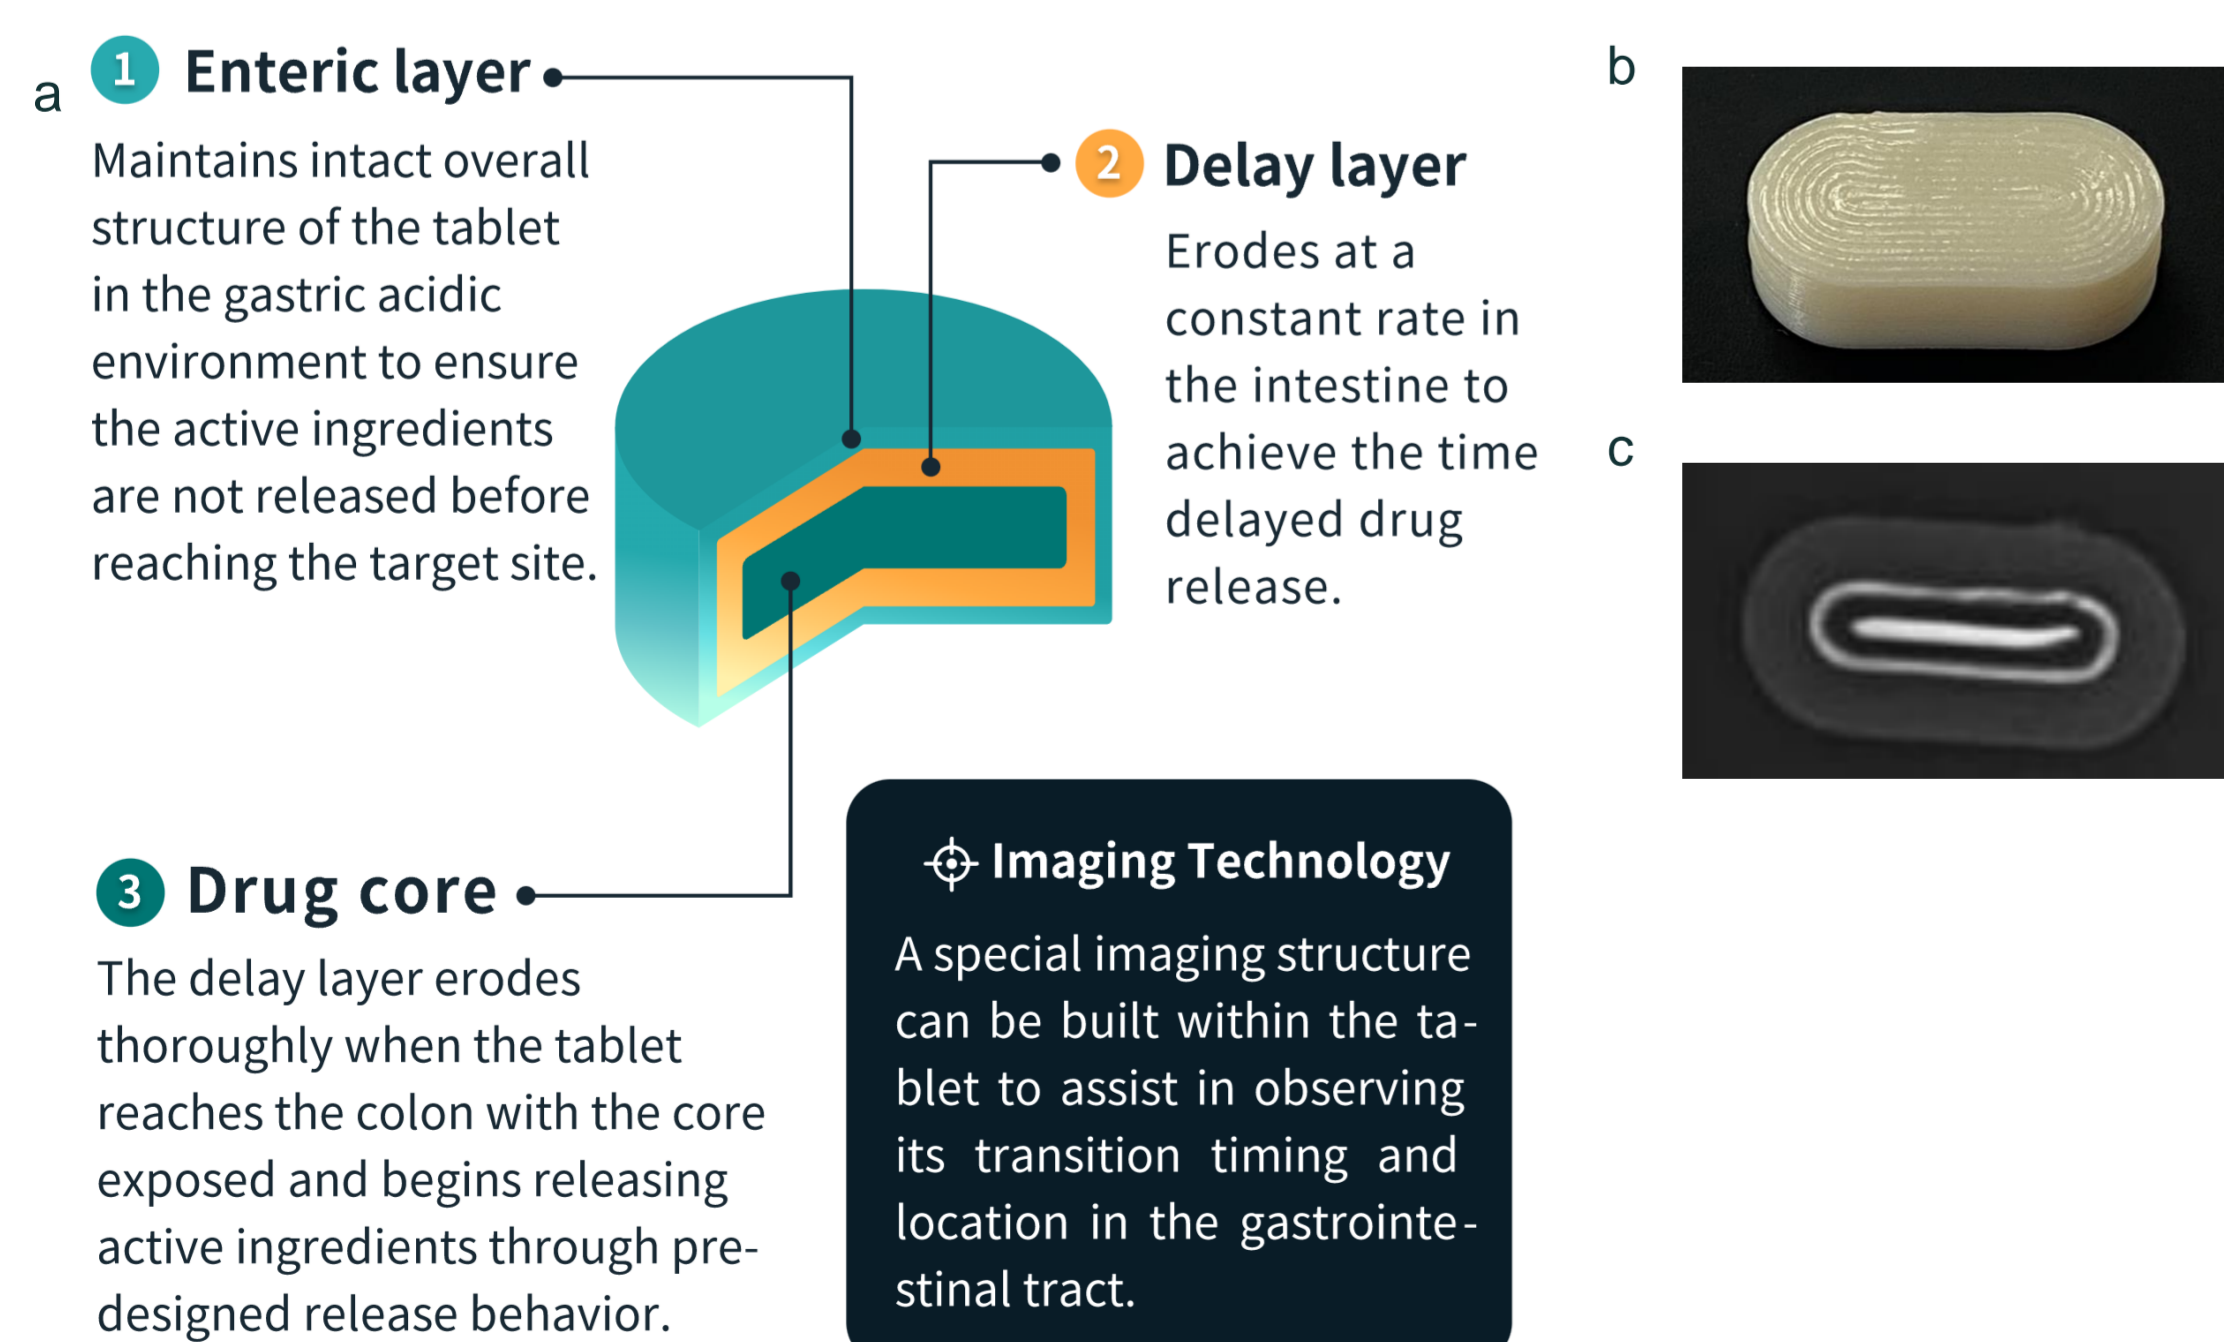 a
1 Enteric layer
Maintains intact overall
structure of the tablet
in the gastric acidic
environment to ensure
the active ingredients
are not released before
reaching the target site.
2 Delay layer
Erodes at a
constant rate in
the intestine to
achieve the time
delayed drug
release.
3 Drug core
The delay layer erodes
thoroughly when the tablet
reaches the colon with the core
exposed and begins releasing
active ingredients through pre-
designed release behavior.
Imaging Technology
A special imaging structure
can be built within the ta-
blet to assist in observing
its transition timing and
location in the gastrointe-
stinal tract.
b
c